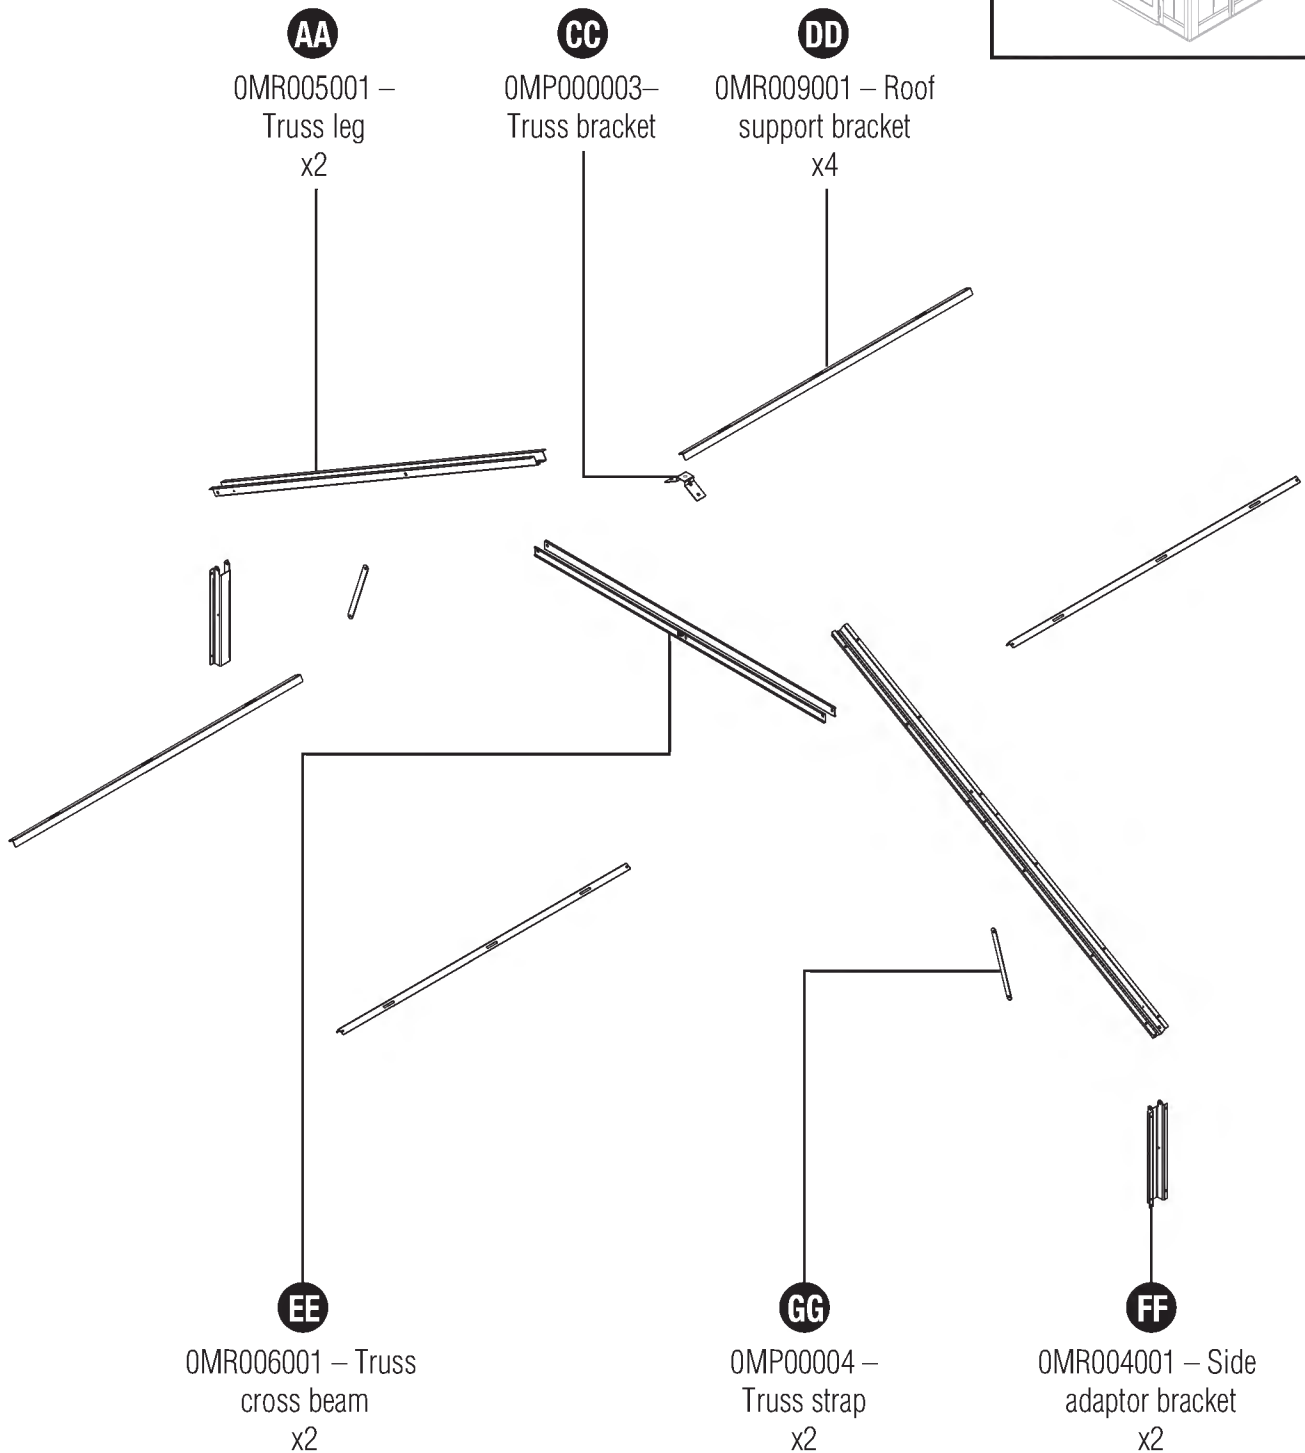 AA
0MR005001 –
Truss leg
x2
CC
0MP000003–
Truss bracket
DD
0MR009001 – Roof
support bracket
x4
EE
0MR006001 – Truss
cross beam
x2
GG
0MP00004 –
Truss strap
x2
FF
0MR004001 – Side
adaptor bracket
x2